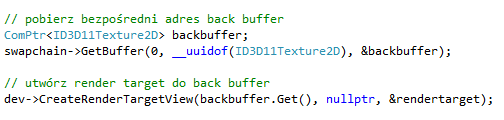 // pobierz bezpośredni adres back buffer
ComPtr<ID3D11Texture2D> backbuffer;
swapchain->GetBuffer(0, __uuidof(ID3D11Texture2D), &backbuffer);
// utwórz render target do back buffer
dev->CreateRenderTargetView(backbuffer.Get(), nullptr, &rendertarget);